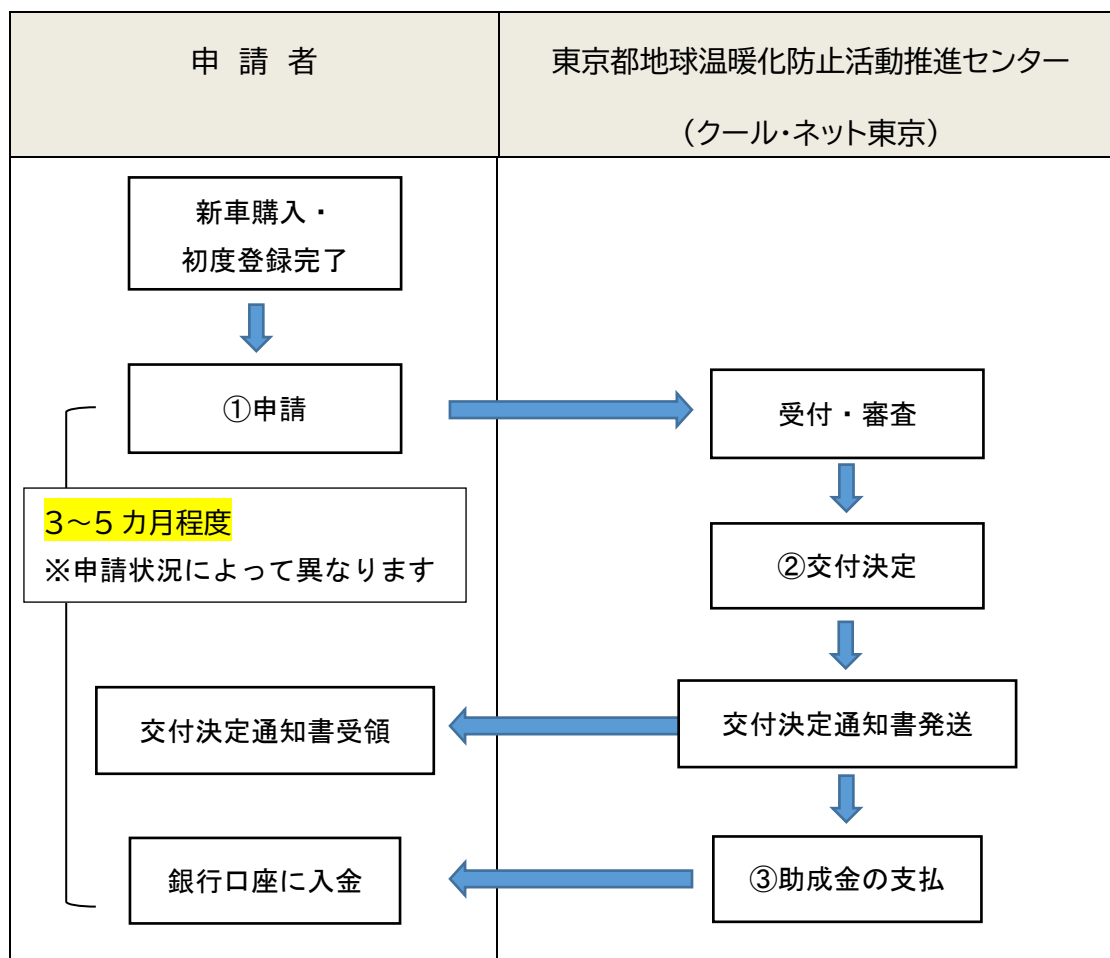 申 請 者
東京都地球温暖化防止活動推進センター
(クール・ネット東京)
新車購入・
初度登録完了
①申請
受付・審査
3～5 カ月程度
※申請状況によって異なります
②交付決定
交付決定通知書受領
交付決定通知書発送
銀行口座に入金
③助成金の支払